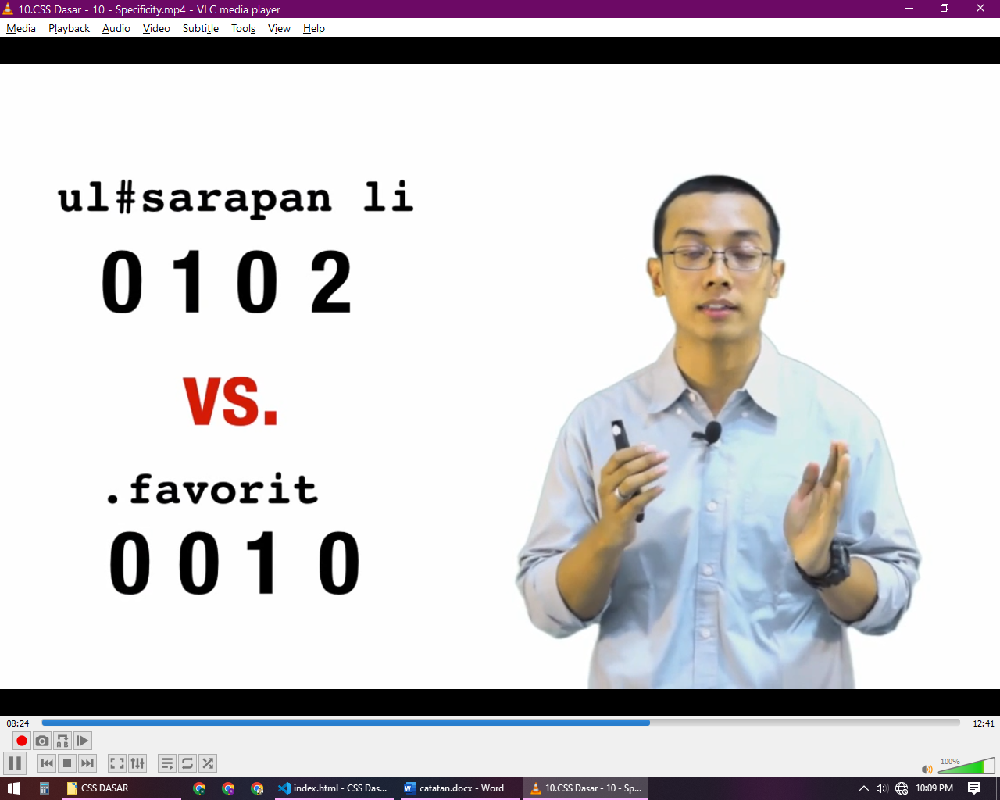 10.CSS Dasar - 10 - Specificity.mp4 - VLC media player
Media Playback Audio Video Subtitle Tools View Help
ul#sarapan li
0 1 0 2
vs.
.favorit
0 0 1 0
08:24
12:41
A B
100%
CSS DASAR
index.html - CSS Das...
catatan.docx - Word
10.CSS Dasar - 10 - Sp...
10:09 PM